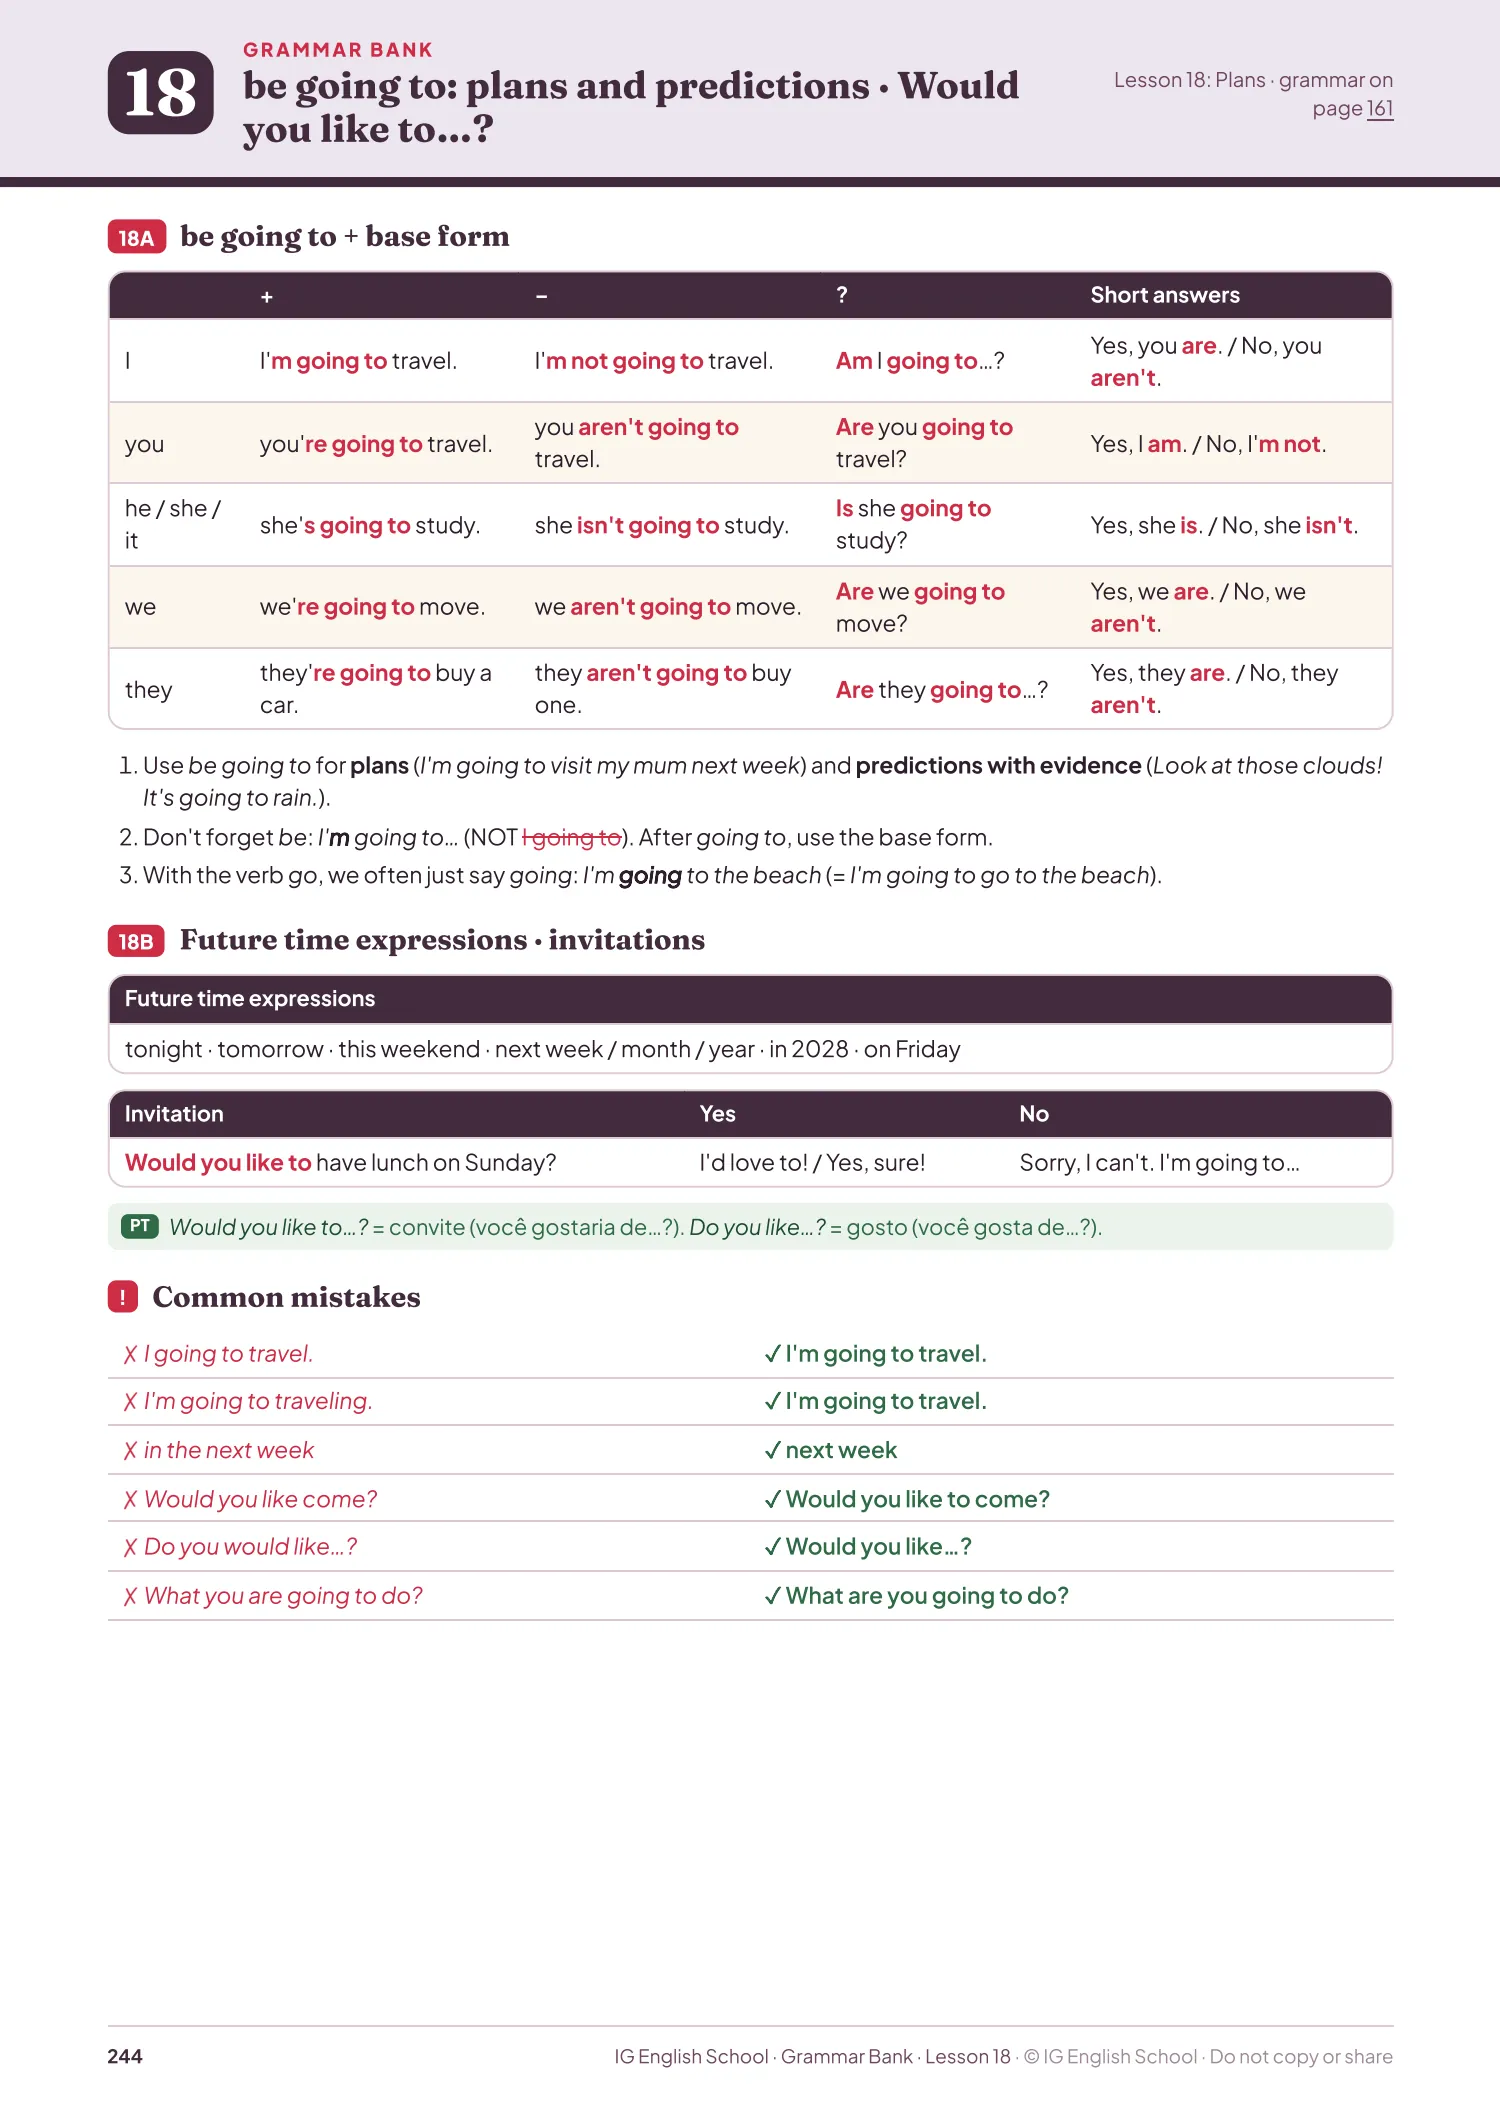 18
GRAMMAR BANK
be going to: plans and predictions · Would
you like to…?
Lesson 18: Plans · grammar on
page 161
18A be going to + base form
+ – ? Short answers
I I'm going to travel. I'm not going to travel. Am I going to…? Yes, you are. / No, you
aren't.
you you're going to travel. you aren't going to
travel. Are you going to
travel? Yes, I am. / No, I'm not.
he / she /
it she's going to study. she isn't going to study. Is she going to
study? Yes, she is. / No, she isn't.
we we're going to move. we aren't going to move. Are we going to
move? Yes, we are. / No, we
aren't.
they they're going to buy a
car. they aren't going to buy
one. Are they going to…? Yes, they are. / No, they
aren't.
1. Use be going to for plans (I'm going to visit my mum next week) and predictions with evidence (Look at those clouds!
It's going to rain.).
2. Don't forget be: I'm going to… (NOT I going to). After going to, use the base form.
3. With the verb go, we often just say going: I'm going to the beach (= I'm going to go to the beach).
18B Future time expressions · invitations
Future time expressions
tonight · tomorrow · this weekend · next week / month / year · in 2028 · on Friday
Invitation Yes No
Would you like to have lunch on Sunday? I'd love to! / Yes, sure! Sorry, I can't. I'm going to…
PT Would you like to…? = convite (você gostaria de…?). Do you like…? = gosto (você gosta de…?).
! Common mistakes
✗ I going to travel. ✓ I'm going to travel.
✗ I'm going to traveling. ✓ I'm going to travel.
✗ in the next week ✓ next week
✗ Would you like come? ✓ Would you like to come?
✗ Do you would like…? ✓ Would you like…?
✗ What you are going to do? ✓ What are you going to do?
244 IG English School · Grammar Bank · Lesson 18 · © IG English School · Do not copy or share